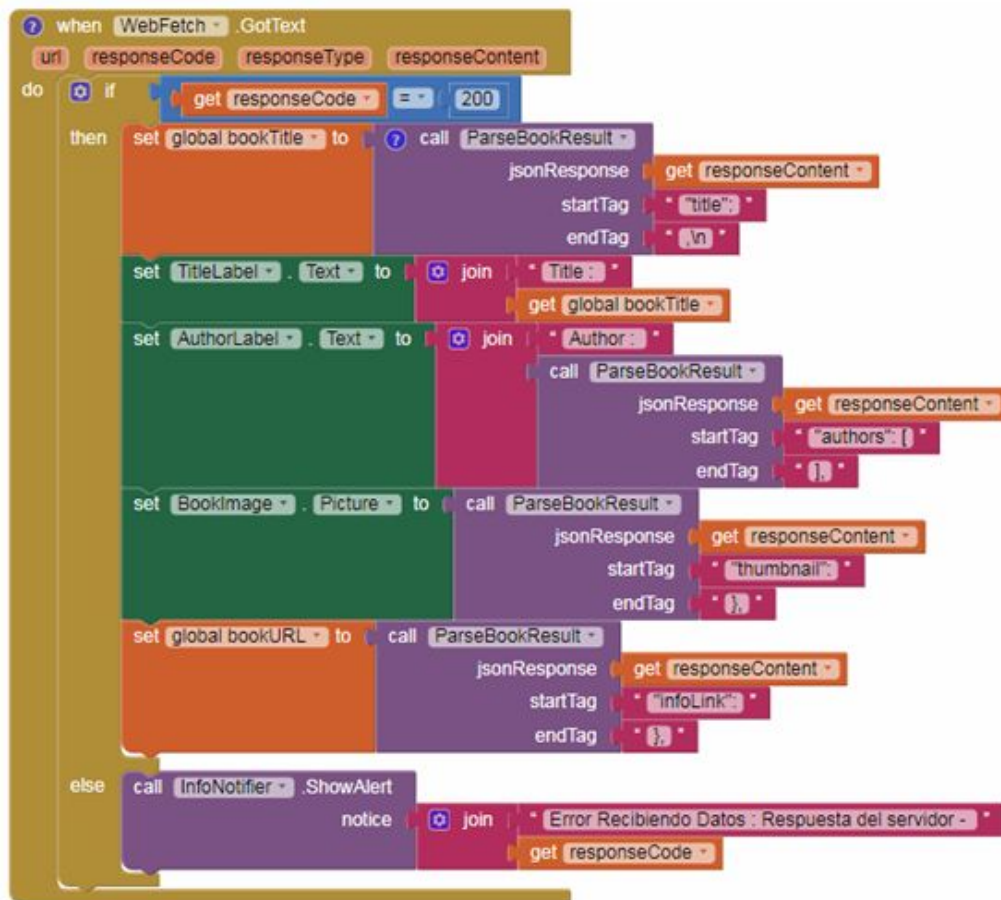 when WebFetch .GotText
url responseCode responseType responseContent
do if get responseCode = 200
then set global bookTitle to call ParseBookResult
jsonResponse get responseContent
startTag " "title": "
endTag " ,\n "
set TitleLabel . Text to join " Title : "
get global bookTitle
set AuthorLabel . Text to join " Author : "
call ParseBookResult
jsonResponse get responseContent
startTag " "authors": [ "
endTag " ], "
set BookImage . Picture to call ParseBookResult
jsonResponse get responseContent
startTag " "thumbnail": "
endTag " }, "
set global bookURL to call ParseBookResult
jsonResponse get responseContent
startTag " "infoLink": "
endTag " }, "
else call InfoNotifier .ShowAlert
notice join " Error Recibiendo Datos : Respuesta del servidor - "
get responseCode